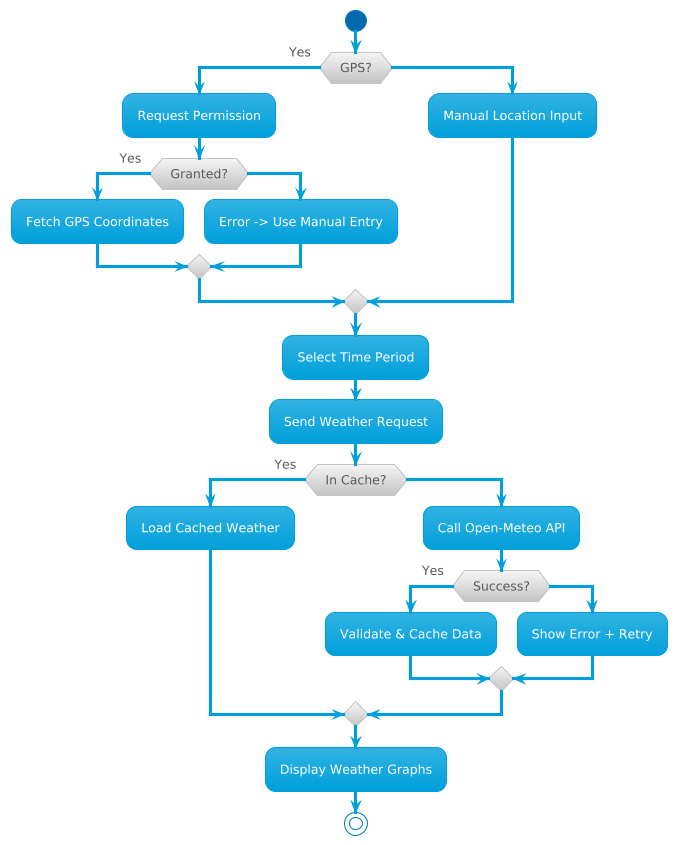 Yes
GPS?
Request Permission
Manual Location Input
Yes
Granted?
Fetch GPS Coordinates
Error -> Use Manual Entry
Select Time Period
Send Weather Request
Yes
In Cache?
Load Cached Weather
Call Open-Meteo API
Yes
Success?
Validate & Cache Data
Show Error + Retry
Display Weather Graphs